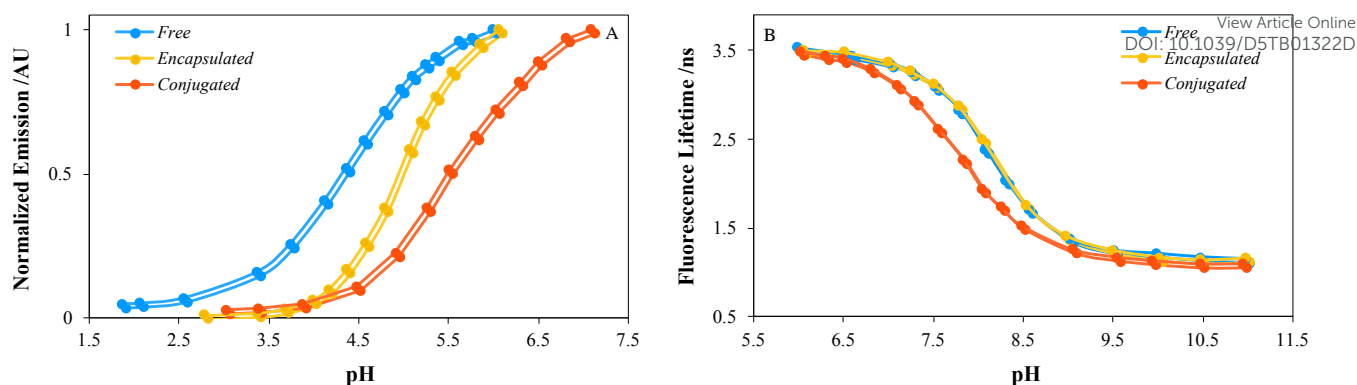 A
Free
Encapsulated
Conjugated
Normalized Emission /AU
1
0.5
0
1.5
2.5
3.5
4.5
5.5
6.5
7.5
pH
View Article Online
DOI: 10.1039/D5TB01322D
B
Free
Encapsulated
Conjugated
Fluorescence Lifetime /ns
3.5
2.5
1.5
0.5
5.5
6.5
7.5
8.5
9.5
10.5
11.5
pH